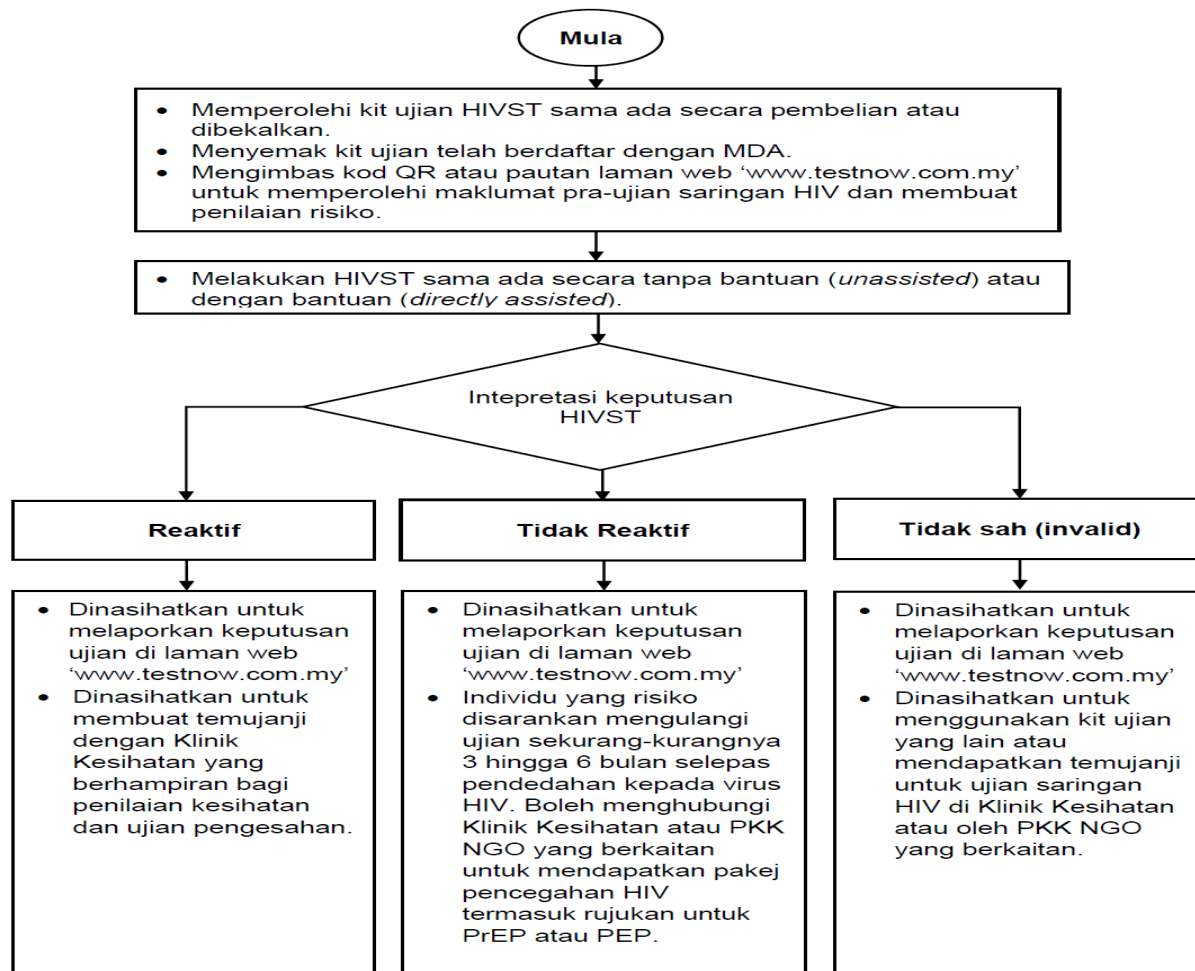 Mula
• Memperolehi kit ujian HIVST sama ada secara pembelian atau
dibekalkan.
• Menyemak kit ujian telah berdaftar dengan MDA.
• Mengimbas kod QR atau pautan laman web ‘www.testnow.com.my’
untuk memperolehi maklumat pra-ujian saringan HIV dan membuat
penilaian risiko.
• Melakukan HIVST sama ada secara tanpa bantuan (unassisted) atau
dengan bantuan (directly assisted).
Intepretasi keputusan
HIVST
Reaktif
• Dinasihatkan untuk
melaporkan keputusan
ujian di laman web
‘www.testnow.com.my’
• Dinasihatkan untuk
membuat temujanji
dengan Klinik
Kesihatan yang
berhampiran bagi
penilaian kesihatan
dan ujian pengesahan.
Tidak Reaktif
• Dinasihatkan untuk
melaporkan keputusan
ujian di laman web
‘www.testnow.com.my’
• Individu yang risiko
disarankan mengulangi
ujian sekurang-kurangnya
3 hingga 6 bulan selepas
pendedahan kepada virus
HIV. Boleh menghubungi
Klinik Kesihatan atau PKK
NGO yang berkaitan
untuk mendapatkan pakej
pencegahan HIV
termasuk rujukan untuk
PrEP atau PEP.
Tidak sah (invalid)
• Dinasihatkan untuk
melaporkan keputusan
ujian di laman web
‘www.testnow.com.my’
• Dinasihatkan untuk
menggunakan kit ujian
yang lain atau
mendapatkan temujanji
untuk ujian saringan
HIV di Klinik Kesihatan
atau oleh PKK NGO
yang berkaitan.